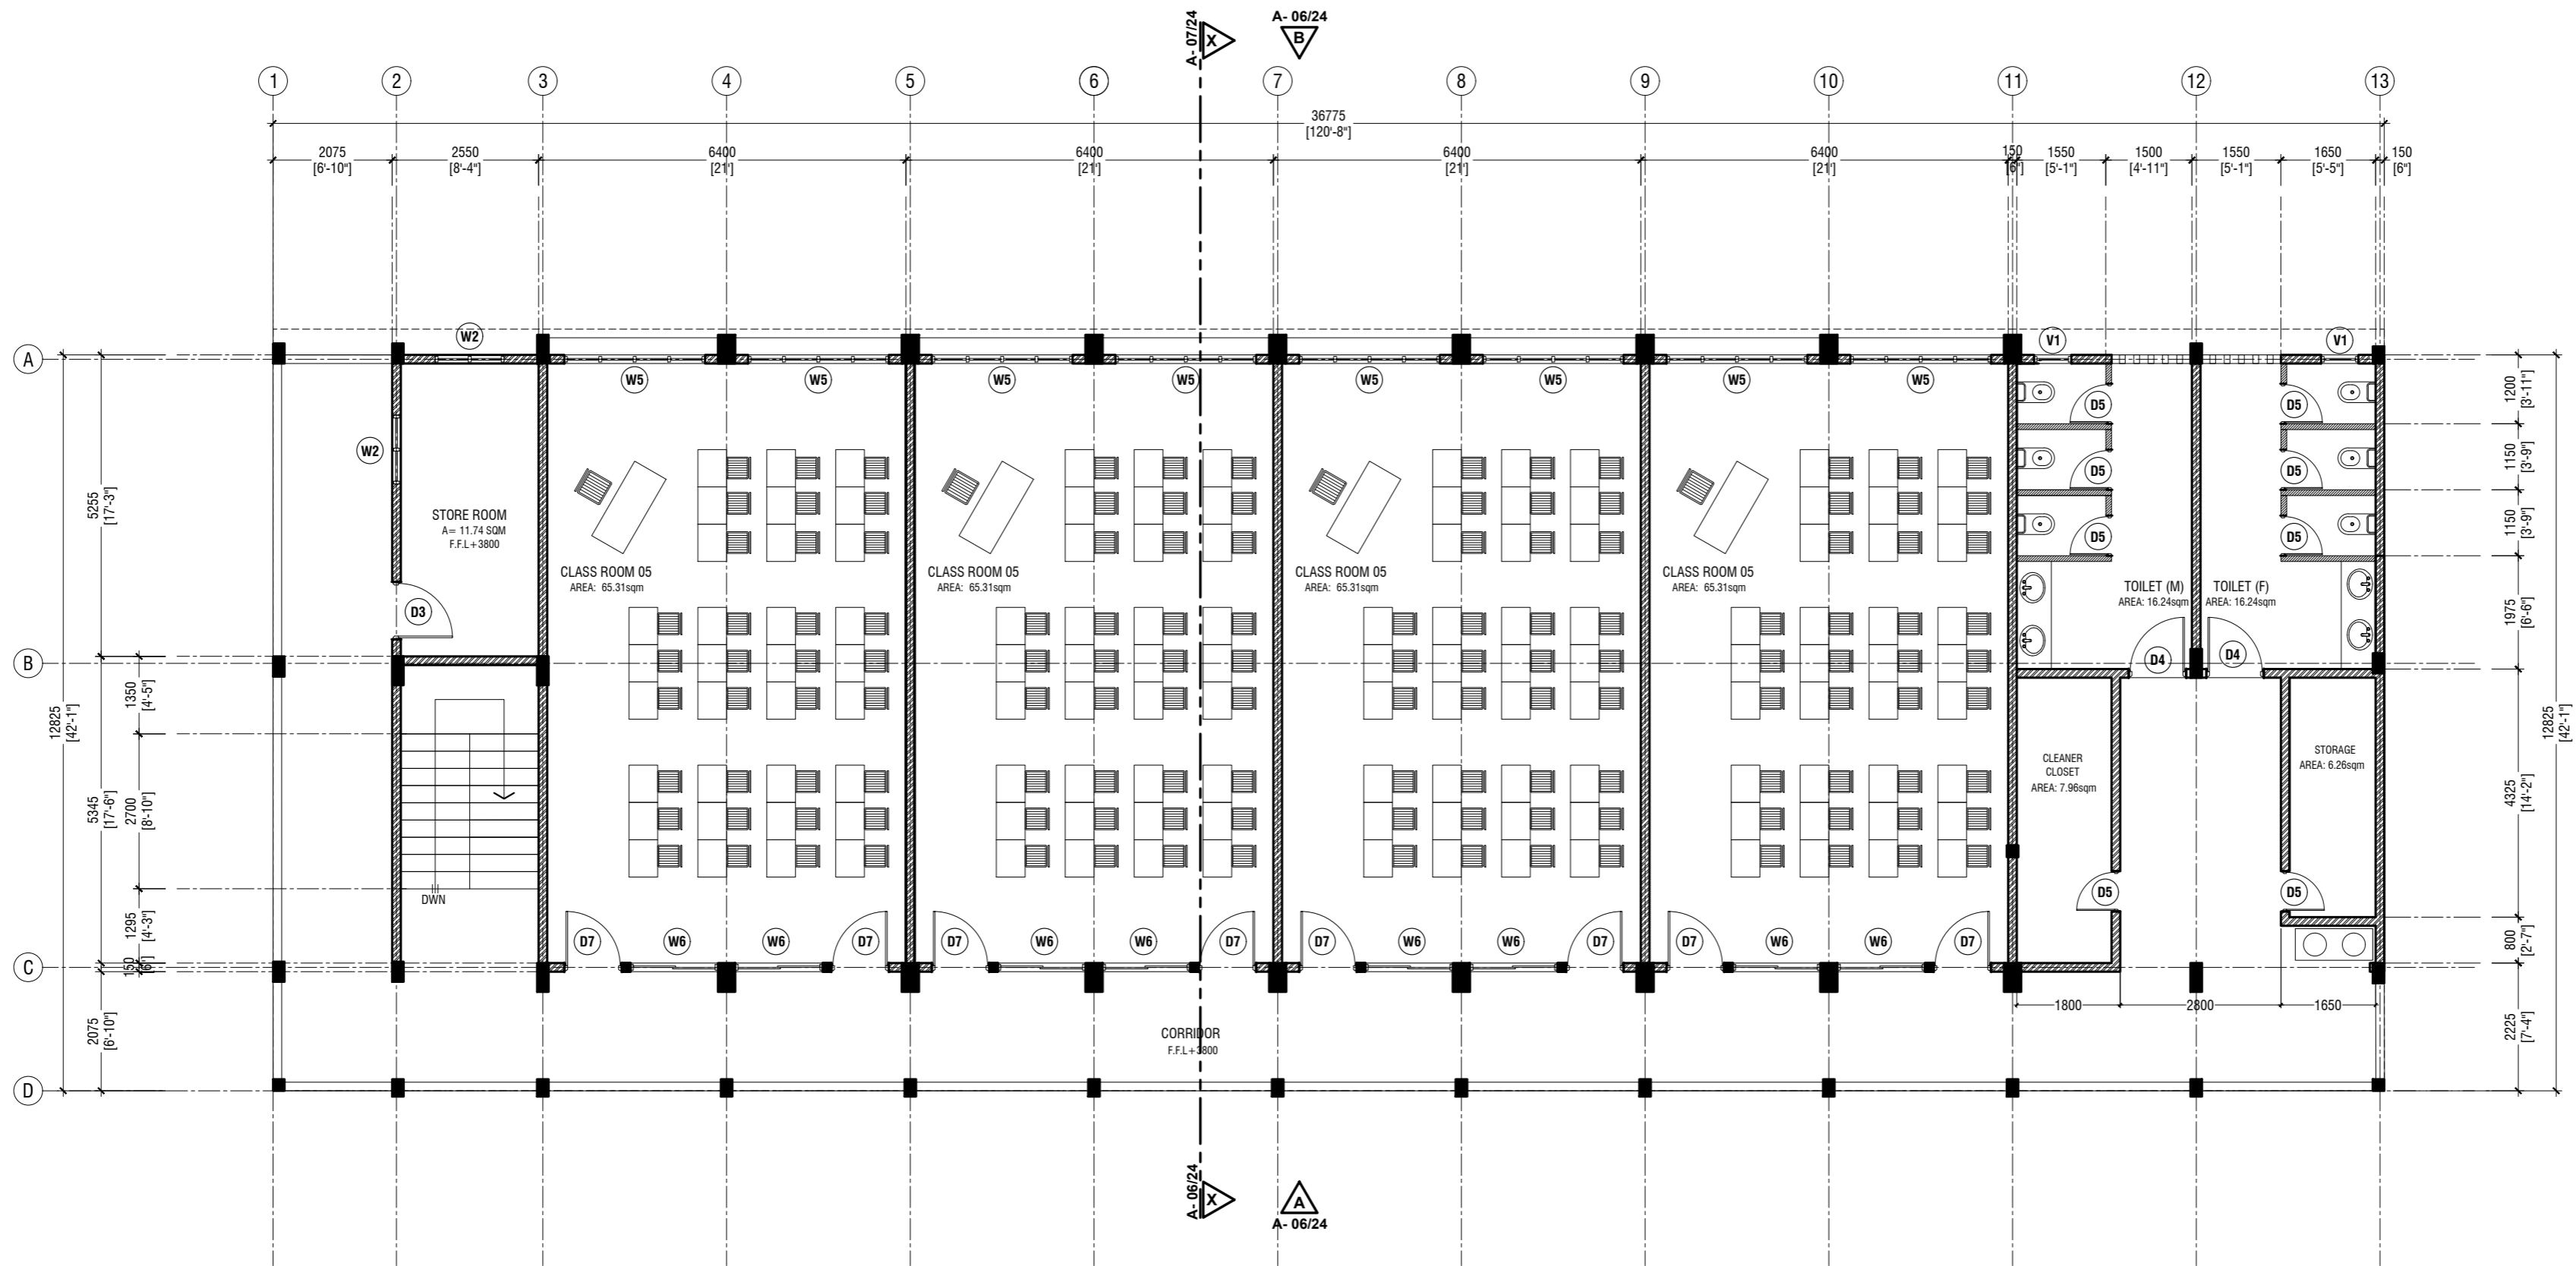 A- 07/24
X
A- 06/24
B
1
2
3
4
5
6
7
8
9
10
11
12
13
36775
[120'-8"]
2075
[6'-10"]
2550
[8'-4"]
6400
[21']
6400
[21']
6400
[21']
6400
[21']
150
[6"]
1550
[5'-1"]
1500
[4'-11"]
1550
[5'-1"]
1650
[5'-5"]
150
[6"]
A
B
C
D
12825
[42'-1"]
5255
[17'-3"]
5345
[17'-6"]
2075
[6'-10"]
1350
[4'-5"]
2700
[8'-10"]
1295
[4'-3"]
150
[6"]
W2
W2
STORE ROOM
A= 11.74 SQM
F.F.L+3800
D3
DWN
W5
W5
W5
W5
W5
W5
W5
W5
CLASS ROOM 05
AREA: 65.31sqm
CLASS ROOM 05
AREA: 65.31sqm
CLASS ROOM 05
AREA: 65.31sqm
CLASS ROOM 05
AREA: 65.31sqm
D7
W6
W6
D7
D7
W6
W6
D7
D7
W6
W6
D7
D7
W6
W6
D7
V1
V1
D5
D5
D5
D5
D5
D5
TOILET (M)
AREA: 16.24sqm
TOILET (F)
AREA: 16.24sqm
D4
D4
CLEANER
CLOSET
AREA: 7.96sqm
STORAGE
AREA: 6.26sqm
D5
D5
1800
2800
1650
1200
[3'-11"]
1150
[3'-9"]
1150
[3'-9"]
1975
[6'-6"]
4325
[14'-2"]
800
[2'-7"]
2225
[7'-4"]
12825
[42'-1"]
CORRIDOR
F.F.L+3800
A- 06/24
X
A
A- 06/24